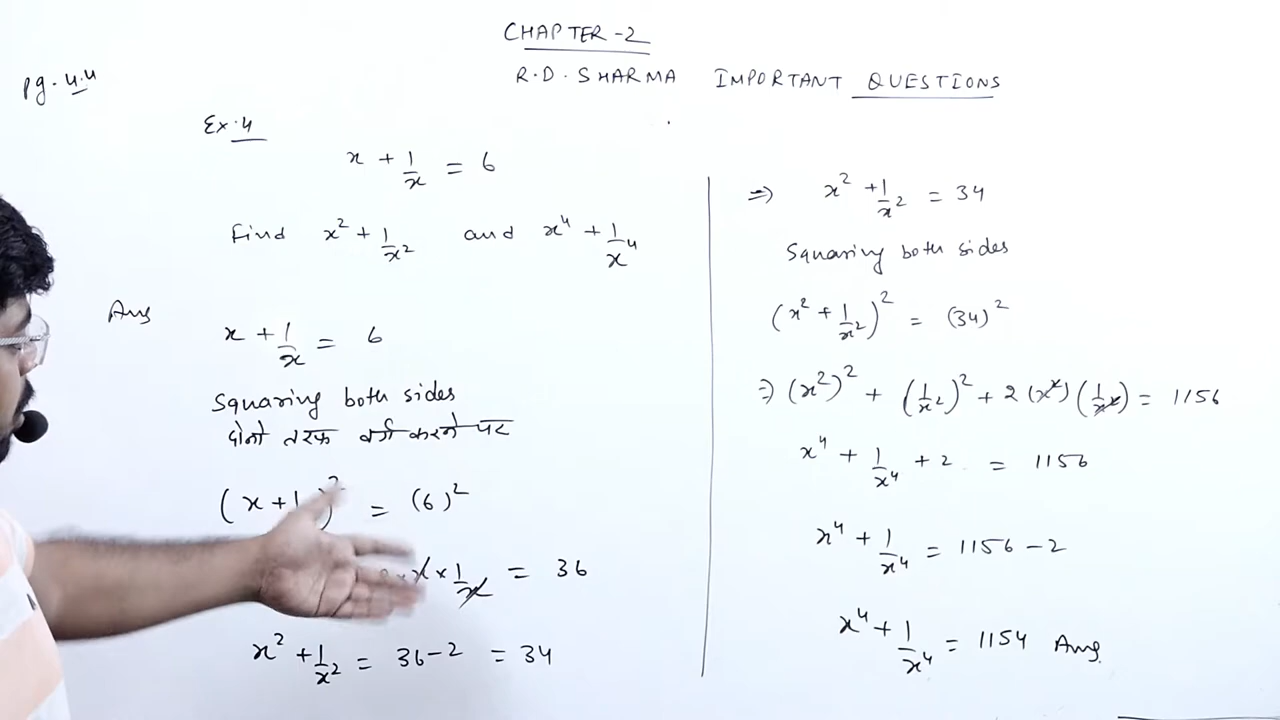 CHAPTER-2
R.D. SHARMA IMPORTANT QUESTIONS
pg. 4.4
Ex. 4
x + 1/x = 6
Find x² + 1/x² and x⁴ + 1/x⁴
Ans
x + 1/x = 6
Squaring both sides
दोनो तरफ वर्ग करने पर
(x + 1 )² = (6)²
x × 1/x = 36
x² + 1/x² = 36-2 = 34
⇒ x² + 1/x² = 34
Squaring both sides
(x² + 1/x²)² = (34)²
⇒ (x²)² + (1/x²)² + 2(x²)(1/x²) = 1156
x⁴ + 1/x⁴ + 2 = 1156
x⁴ + 1/x⁴ = 1156 - 2
x⁴ + 1/x⁴ = 1154 Ans.